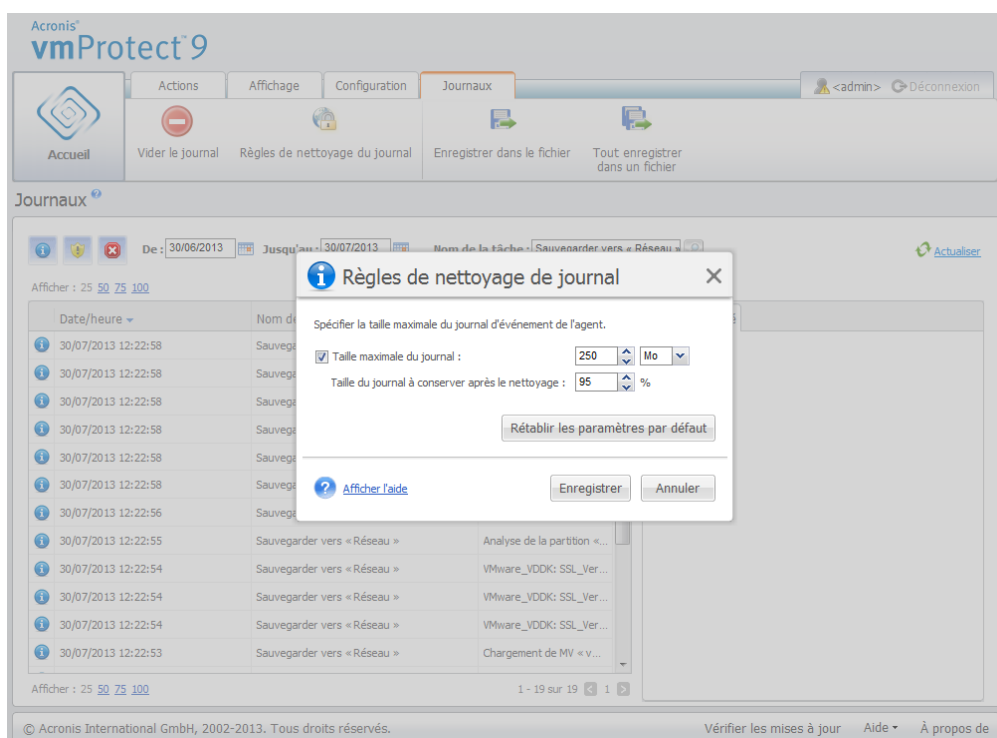 Acronis®
vmProtect™9
Actions
Affichage
Configuration
Journaux
<admin>
Déconnexion
Accueil
Vider le journal
Règles de nettoyage du journal
Enregistrer dans le fichier
Tout enregistrer
dans un fichier
Journaux
De : 30/06/2013 Jusqu'au : 30/07/2013 Nom de la tâche : Sauvegarder vers « Réseau »
Actualiser
Afficher : 25 50 75 100
Date/heure Nom de
Règles de nettoyage de journal
Spécifier la taille maximale du journal d'événement de l'agent.
Taille maximale du journal : 250 Mo
Taille du journal à conserver après le nettoyage : 95 %
Rétablir les paramètres par défaut
Afficher l'aide
Enregistrer
Annuler
30/07/2013 12:22:58 Sauvega
30/07/2013 12:22:58 Sauvega
30/07/2013 12:22:58 Sauvega
30/07/2013 12:22:58 Sauvega
30/07/2013 12:22:58 Sauvega
30/07/2013 12:22:58 Sauvega
30/07/2013 12:22:56 Sauvega
30/07/2013 12:22:55 Sauvegarder vers « Réseau » Analyse de la partition «...
30/07/2013 12:22:54 Sauvegarder vers « Réseau » VMware_VDDK: SSL_Ver...
30/07/2013 12:22:54 Sauvegarder vers « Réseau » VMware_VDDK: SSL_Ver...
30/07/2013 12:22:54 Sauvegarder vers « Réseau » VMware_VDDK: SSL_Ver...
30/07/2013 12:22:53 Sauvegarder vers « Réseau » Chargement de MV « v...
Afficher : 25 50 75 100
1 - 19 sur 19 1
© Acronis International GmbH, 2002-2013. Tous droits réservés.
Vérifier les mises à jour Aide À propos de